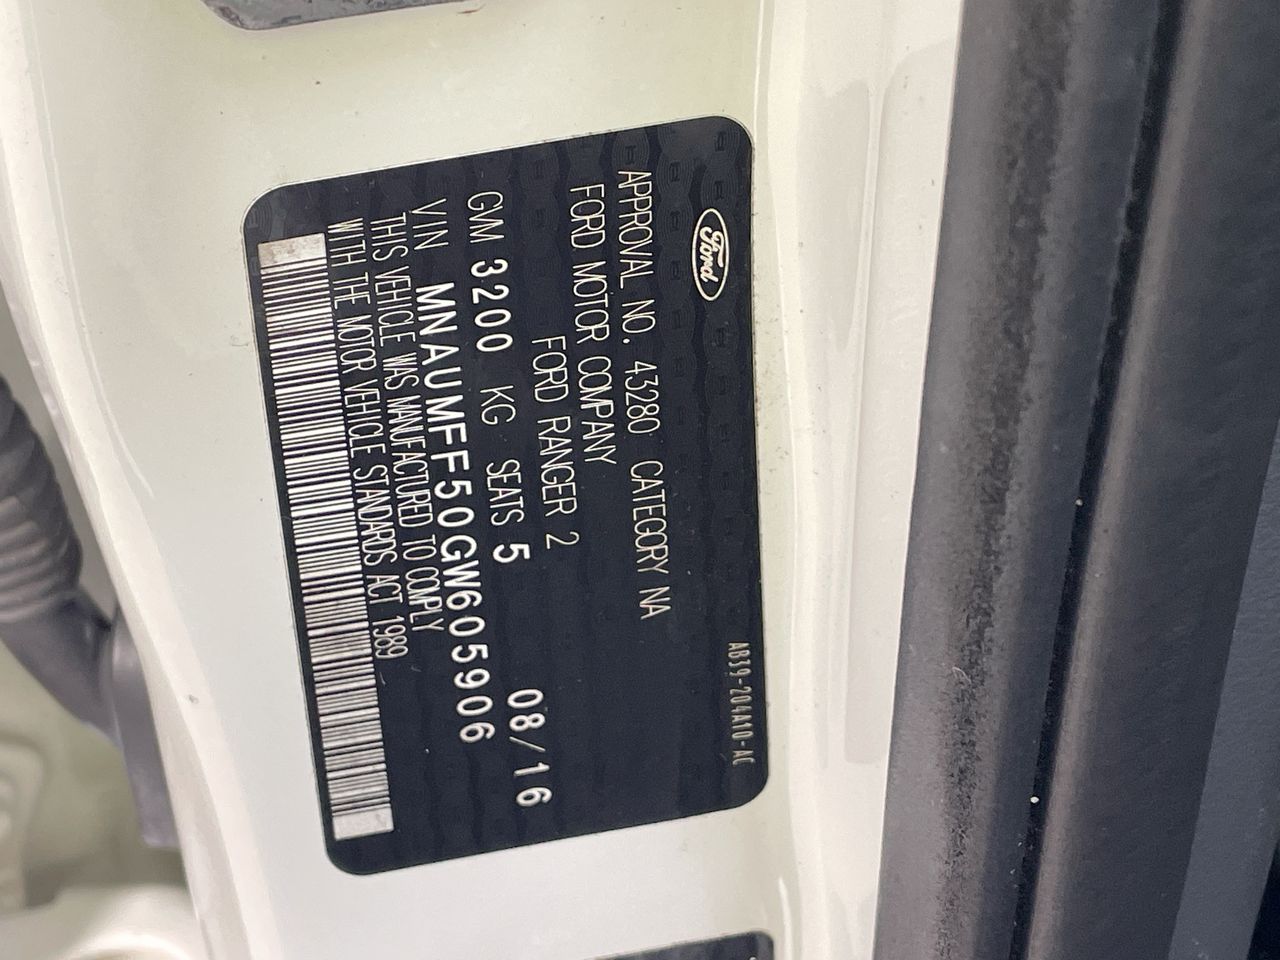 Ford
AB39-204A10-AC
APPROVAL NO. 43280 CATEGORY NA
FORD MOTOR COMPANY
FORD RANGER 2
GVM 3200 KG SEATS 5 08/16
VIN MNAUMFF50GW605906
THIS VEHICLE WAS MANUFACTURED TO COMPLY
WITH THE MOTOR VEHICLE STANDARDS ACT 1989